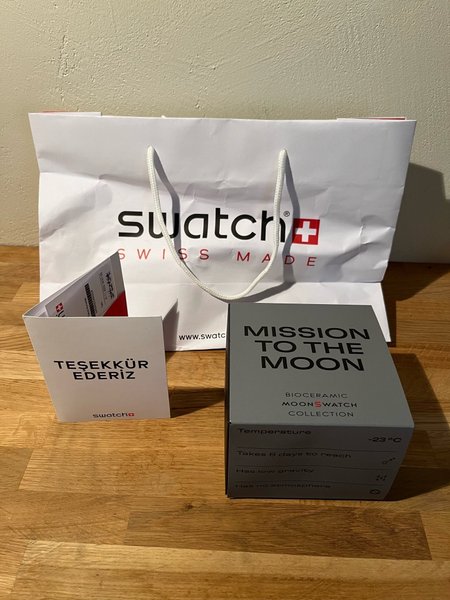 swatch
SWISS MADE
www.swatc
TEŞEKKÜR
EDERİZ
swatch
MISSION
TO THE
MOON
BIOCERAMIC
MOONSWATCH
COLLECTION
Temperature -23 °C
Takes 8 days to reach
Has low gravity
Has no atmosphere